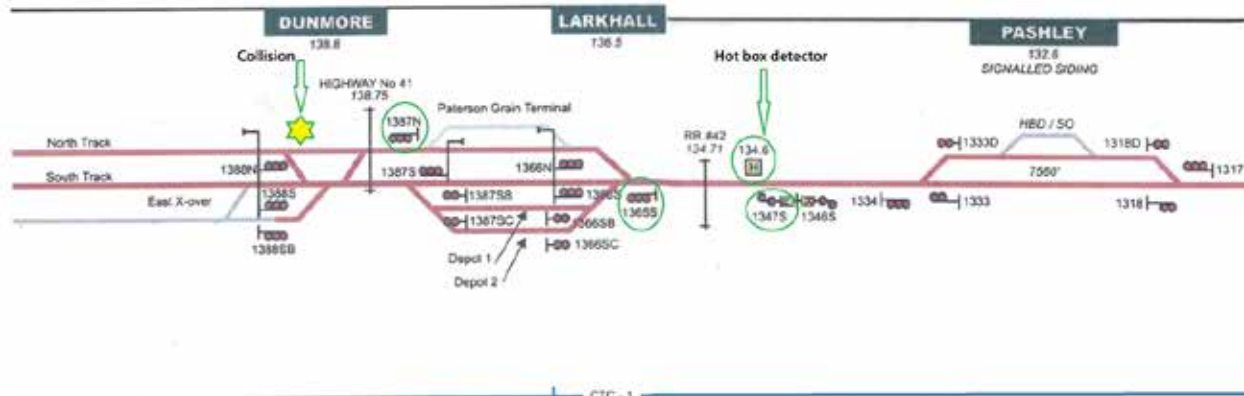 DUNMORE
138.8
LARKHALL
136.5
PASHLEY
132.6
SIGNALLED SIDING
Collision
HIGHWAY No 41
138.75
1387N
Paterson Grain Terminal
Hot box detector
RR #42
134.71
134.6
H
HBD / SO
1333D
1318D
North Track
1388N
1387S
1366N
7560'
1317
South Track
East X-over
1388S
1387SB
1365S
1347S
1346S
1334
1333
1318
1387SC
1366SB
1388SB
1366SC
Depot 1
Depot 2